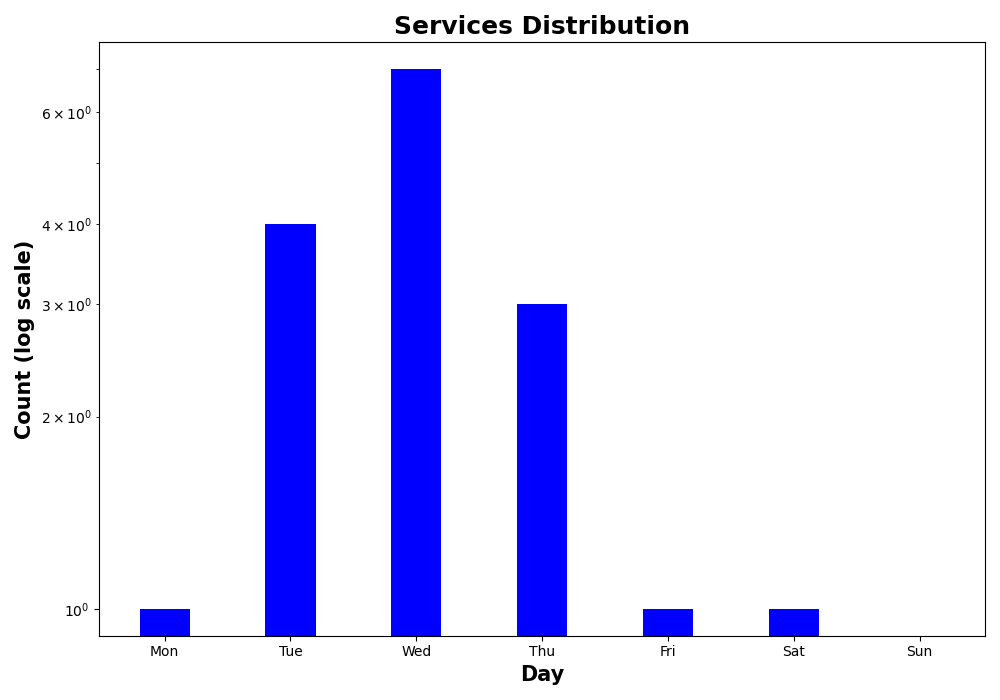 Services Distribution
Count (log scale)
6 × 10⁰
4 × 10⁰
3 × 10⁰
2 × 10⁰
10⁰
Mon Tue Wed Thu Fri Sat Sun
Day